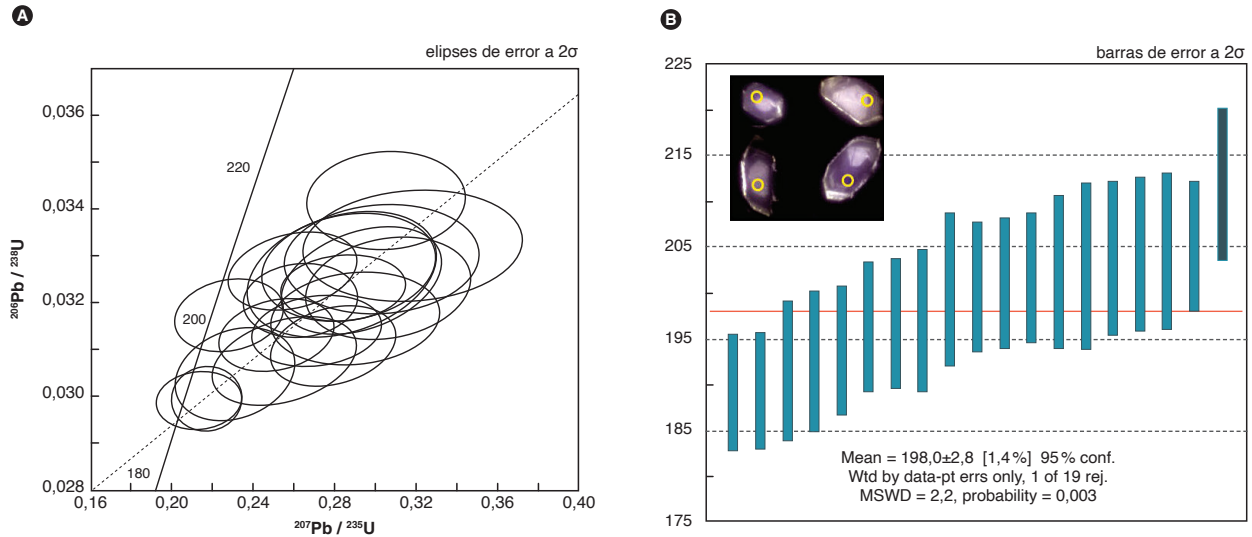 A
elipses de error a 2σ
0,036
0,034
0,032
0,030
0,028
206Pb / 238U
220
200
180
0,16
0,20
0,24
0,28
0,32
0,36
0,40
207Pb / 235U
B
barras de error a 2σ
225
215
205
195
185
175
Mean = 198,0±2,8 [1,4%] 95% conf.
Wtd by data-pt errs only, 1 of 19 rej.
MSWD = 2,2, probability = 0,003